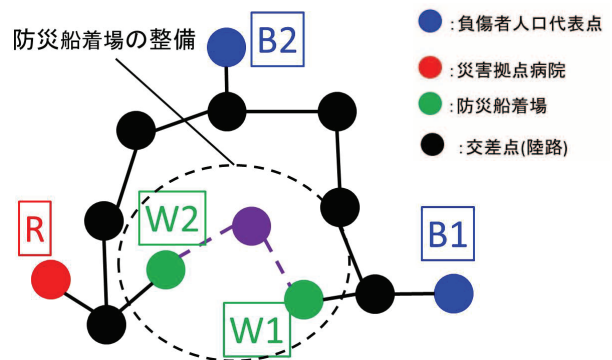 防災船着場の整備
B2
R
W2
W1
B1
:負傷者人口代表点
:災害拠点病院
:防災船着場
:交差点(陸路)